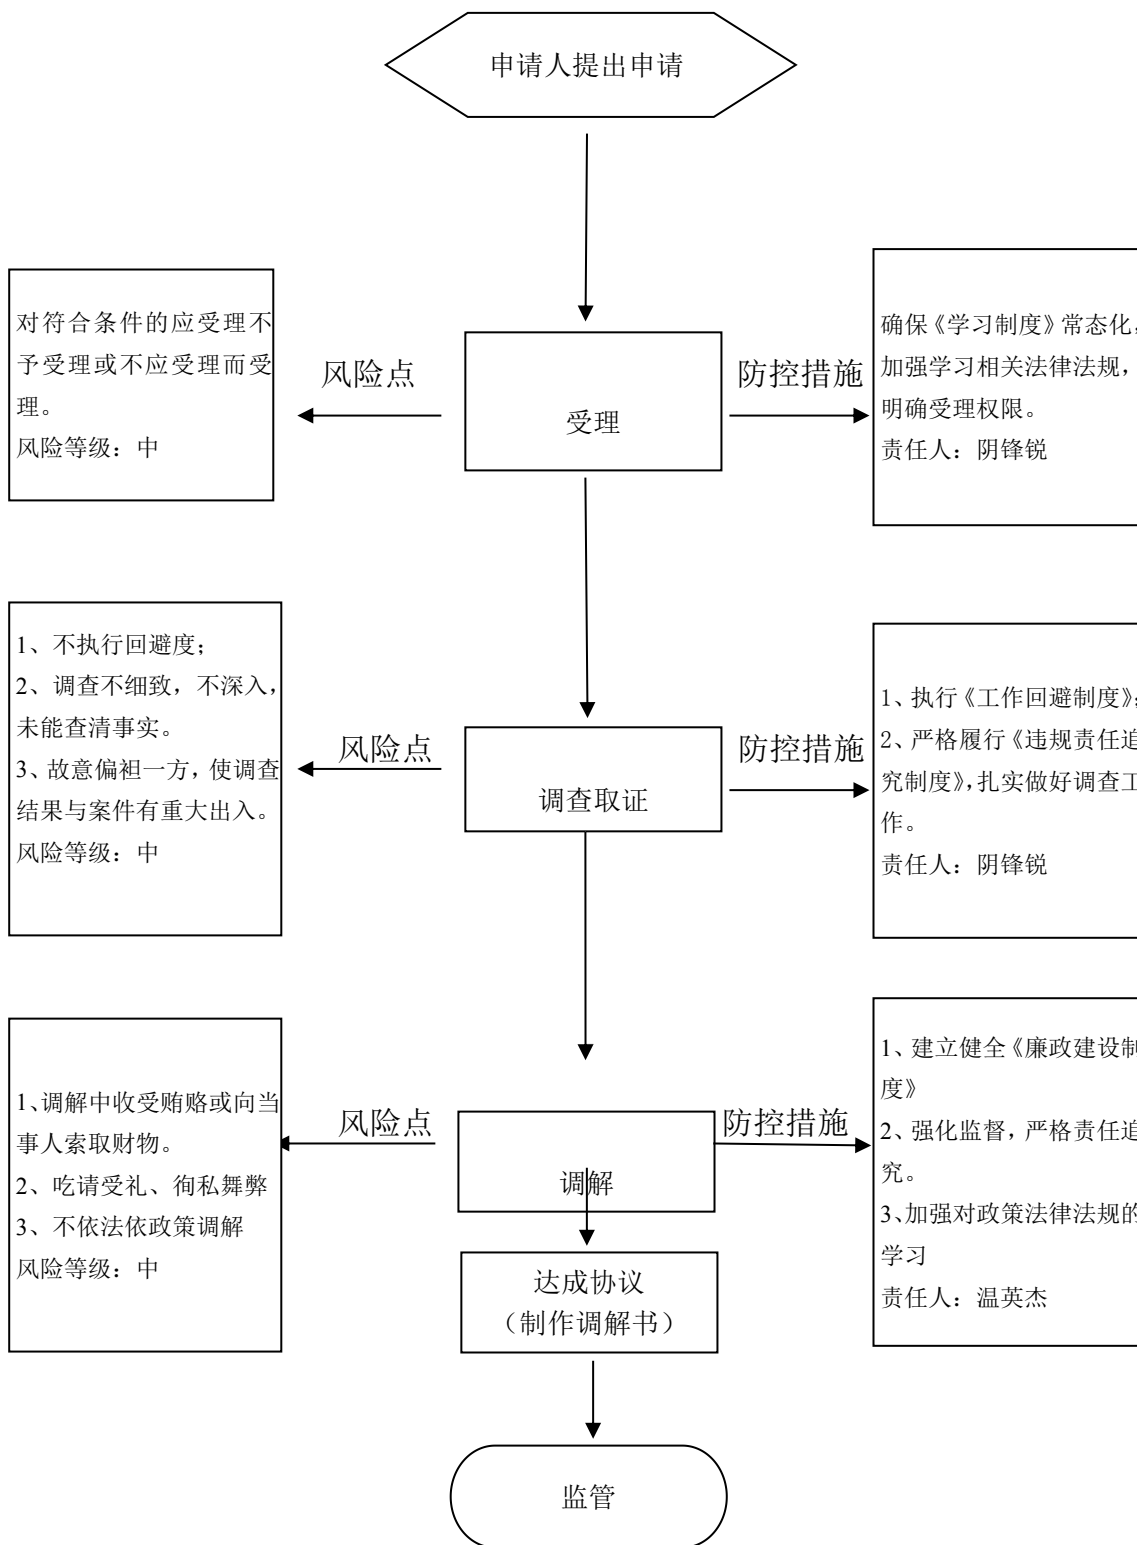 申请人提出申请
对符合条件的应受理不
予受理或不应受理而受
理。
风险等级：中
风险点
受理
防控措施
确保《学习制度》常态化，
加强学习相关法律法规，
明确受理权限。
责任人：阴锋锐
1、不执行回避度；
2、调查不细致，不深入，
未能查清事实。
3、故意偏袒一方，使调查
结果与案件有重大出入。
风险等级：中
风险点
调查取证
防控措施
1、执行《工作回避制度》；
2、严格履行《违规责任追
究制度》，扎实做好调查工
作。
责任人：阴锋锐
1、调解中收受贿赂或向当
事人索取财物。
2、吃请受礼、徇私舞弊
3、不依法依政策调解
风险等级：中
风险点
调解
防控措施
1、建立健全《廉政建设制
度》
2、强化监督，严格责任追
究。
3、加强对政策法律法规的
学习
责任人：温英杰
达成协议
（制作调解书）
监管